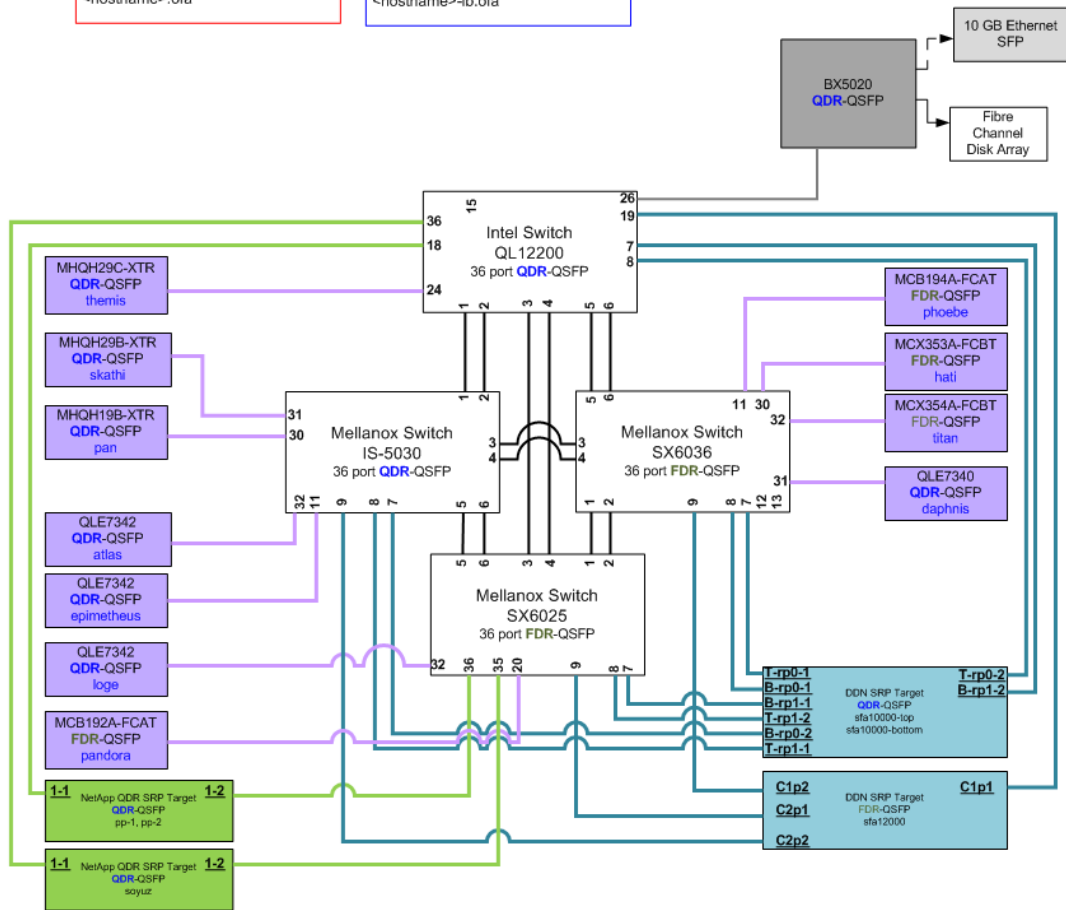 <hostname>.ofa
<hostname>-ib.ofa
10 GB Ethernet
SFP
BX5020
QDR-QSFP
Fibre
Channel
Disk Array
26
19
36
15
Intel Switch
QL12200
36 port QDR-QSFP
18
7
8
24
1
2
3
4
5
6
MHQH29C-XTR
QDR-QSFP
themis
MCB194A-FCAT
FDR-QSFP
phoebe
MHQH29B-XTR
QDR-QSFP
skathi
MCX353A-FCBT
FDR-QSFP
hati
MHQH19B-XTR
QDR-QSFP
pan
MCX354A-FCBT
FDR-QSFP
titan
1
2
31
30
Mellanox Switch
IS-5030
36 port QDR-QSFP
3
4
32
11
9
8
7
5
6
5
6
11
30
32
3
4
Mellanox Switch
SX6036
36 port FDR-QSFP
31
1
2
9
8
7
12
13
QLE7340
QDR-QSFP
daphnis
QLE7342
QDR-QSFP
atlas
QLE7342
QDR-QSFP
epimetheus
QLE7342
QDR-QSFP
loge
MCB192A-FCAT
FDR-QSFP
pandora
5
6
3
4
1
2
Mellanox Switch
SX6025
36 port FDR-QSFP
32
36
35
20
9
8
7
T-rp0-1
B-rp0-1
B-rp1-1
T-rp1-2
B-rp0-2
T-rp1-1
DDN SRP Target
QDR-QSFP
sfa10000-top
sfa10000-bottom
T-rp0-2
B-rp1-2
1-1
NetApp QDR SRP Target
QDR-QSFP
pp-1, pp-2
1-2
C1p2
C2p1
C2p2
DDN SRP Target
FDR-QSFP
sfa12000
C1p1
1-1
NetApp QDR SRP Target
QDR-QSFP
soyuz
1-2